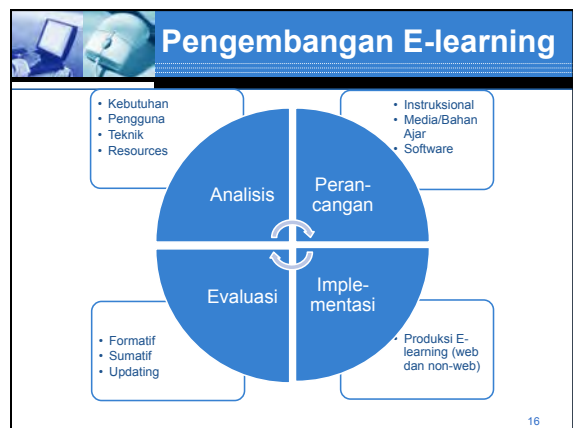 Pengembangan E-learning
• Kebutuhan
• Pengguna
• Teknik
• Resources
• Instruksional
• Media/Bahan
Ajar
• Software
Analisis
Peran-
cangan
Evaluasi
Imple-
mentasi
• Formatif
• Sumatif
• Updating
• Produksi E-
learning (web
dan non-web)
16